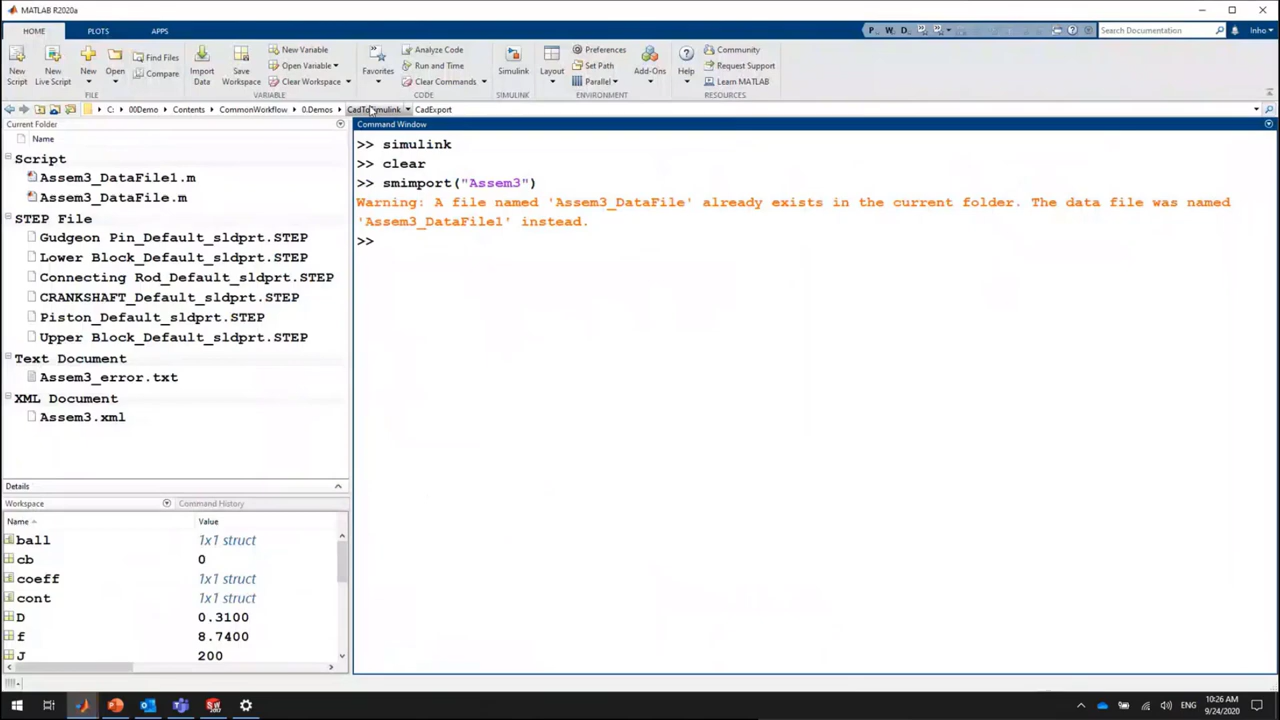 MATLAB R2020a
HOME PLOTS APPS
Search Documentation
Inho
New Script
New Live Script
New
Open
Find Files
Compare
FILE
Import Data
Save Workspace
New Variable
Open Variable
Clear Workspace
VARIABLE
Favorites
Analyze Code
Run and Time
Clear Commands
CODE
Simulink
SIMULINK
Layout
Preferences
Set Path
Parallel
Add-Ons
ENVIRONMENT
Help
Community
Request Support
Learn MATLAB
RESOURCES
C: 00Demo Contents CommonWorkflow 0.Demos CadToSimulink CadExport
Current Folder
Name
Script
Assem3_DataFile1.m
Assem3_DataFile.m
STEP File
Gudgeon Pin_Default_sldprt.STEP
Lower Block_Default_sldprt.STEP
Connecting Rod_Default_sldprt.STEP
CRANKSHAFT_Default_sldprt.STEP
Piston_Default_sldprt.STEP
Upper Block_Default_sldprt.STEP
Text Document
Assem3_error.txt
XML Document
Assem3.xml
Details
Workspace Command History
Name Value
ball 1x1 struct
cb 0
coeff 1x1 struct
cont 1x1 struct
D 0.3100
f 8.7400
J 200
Command Window
>> simulink
>> clear
>> smimport("Assem3")
Warning: A file named 'Assem3_DataFile' already exists in the current folder. The data file was named
'Assem3_DataFile1' instead.
>>
ENG
10:26 AM
9/24/2020